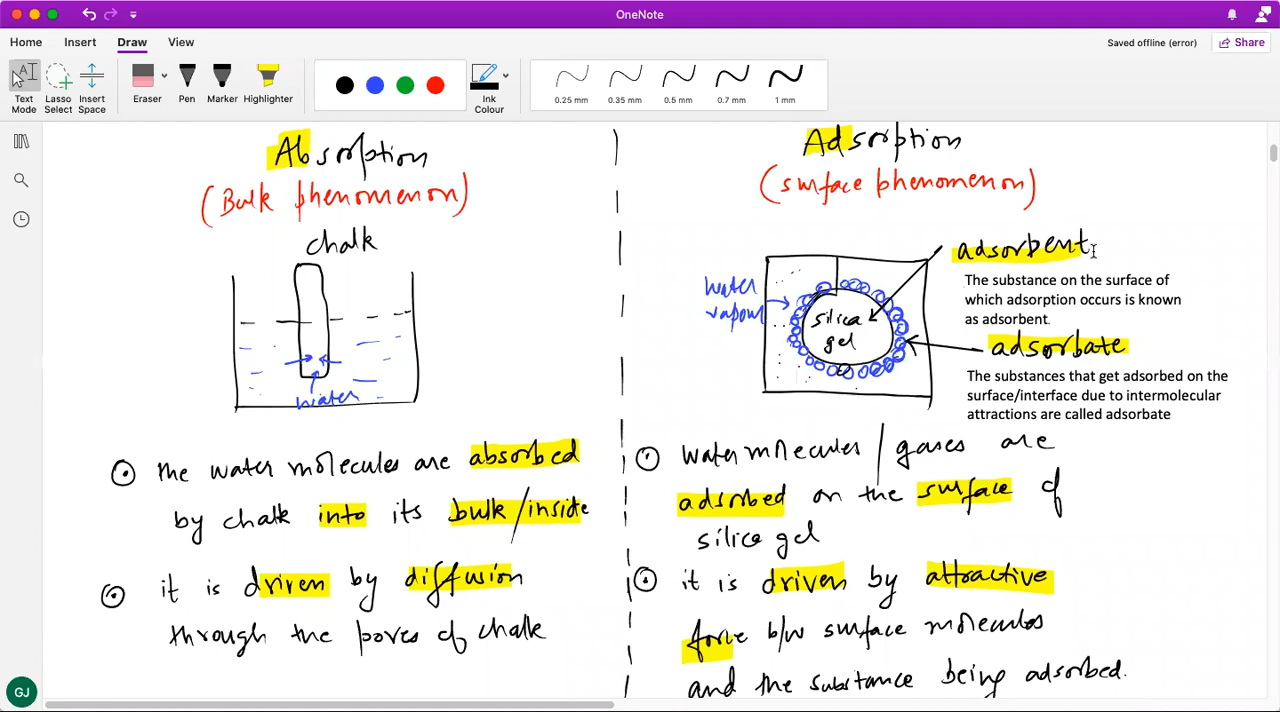 OneNote
Home Insert Draw View
Saved offline (error) Share
Text Mode
Lasso Select
Insert Space
Eraser
Pen
Marker
Highlighter
Ink Colour
0.25 mm 0.35 mm 0.5 mm 0.7 mm 1 mm
Absorption
(Bulk phenomenon)
chalk
water
the water molecules are absorbed
by chalk into its bulk/inside
it is driven by diffusion
through the pores of chalk
Adsorption
(surface phenomenon)
adsorbent
The substance on the surface of
which adsorption occurs is known
as adsorbent.
adsorbate
The substances that get adsorbed on the
surface/interface due to intermolecular
attractions are called adsorbate
water
vapour
silica
gel
water molecules / gases are
adsorbed on the surface of
silica gel
it is driven by attractive
force b/w surface molecules
and the substance being adsorbed.
GJ